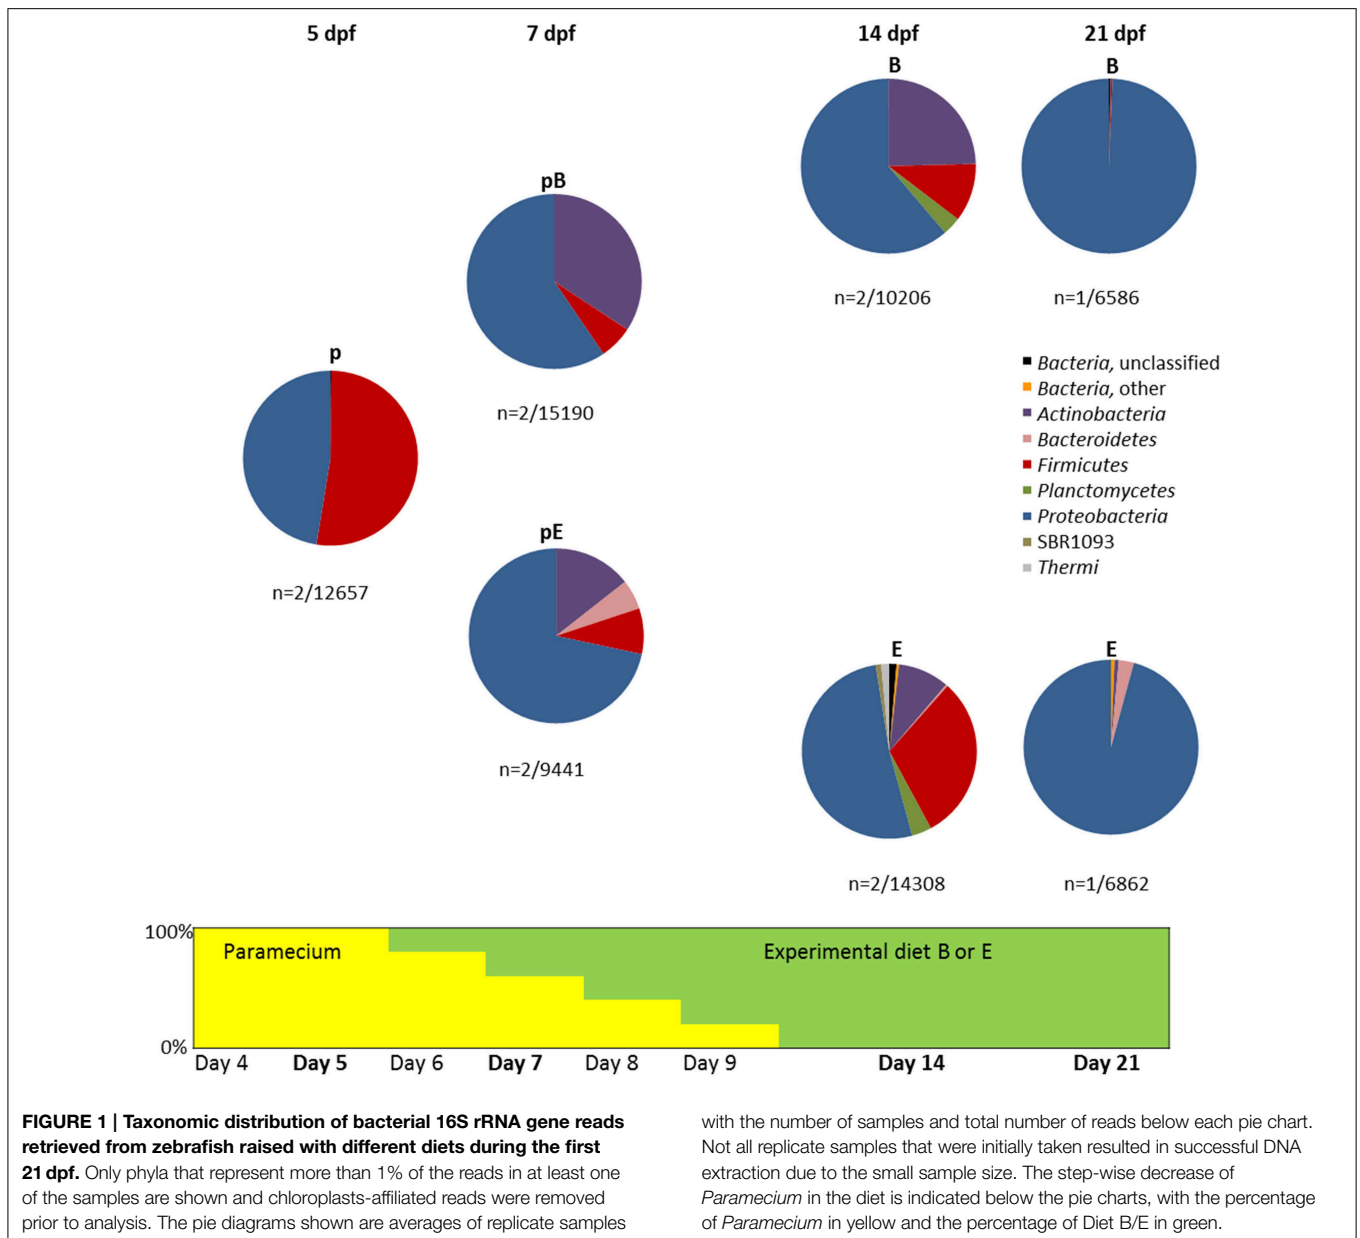 5 dpf
7 dpf
14 dpf
21 dpf
B
B
pB
n=2/10206
n=1/6586
p
Bacteria, unclassified
Bacteria, other
Actinobacteria
Bacteroidetes
Firmicutes
Planctomycetes
Proteobacteria
SBR1093
Thermi
n=2/15190
pE
n=2/12657
E
E
n=2/9441
n=2/14308
n=1/6862
100%
Paramecium
Experimental diet B or E
0%
Day 4
Day 5
Day 6
Day 7
Day 8
Day 9
Day 14
Day 21
FIGURE 1 | Taxonomic distribution of bacterial 16S rRNA gene reads
retrieved from zebrafish raised with different diets during the first
21 dpf. Only phyla that represent more than 1% of the reads in at least one
of the samples are shown and chloroplasts-affiliated reads were removed
prior to analysis. The pie diagrams shown are averages of replicate samples
with the number of samples and total number of reads below each pie chart.
Not all replicate samples that were initially taken resulted in successful DNA
extraction due to the small sample size. The step-wise decrease of
Paramecium in the diet is indicated below the pie charts, with the percentage
of Paramecium in yellow and the percentage of Diet B/E in green.